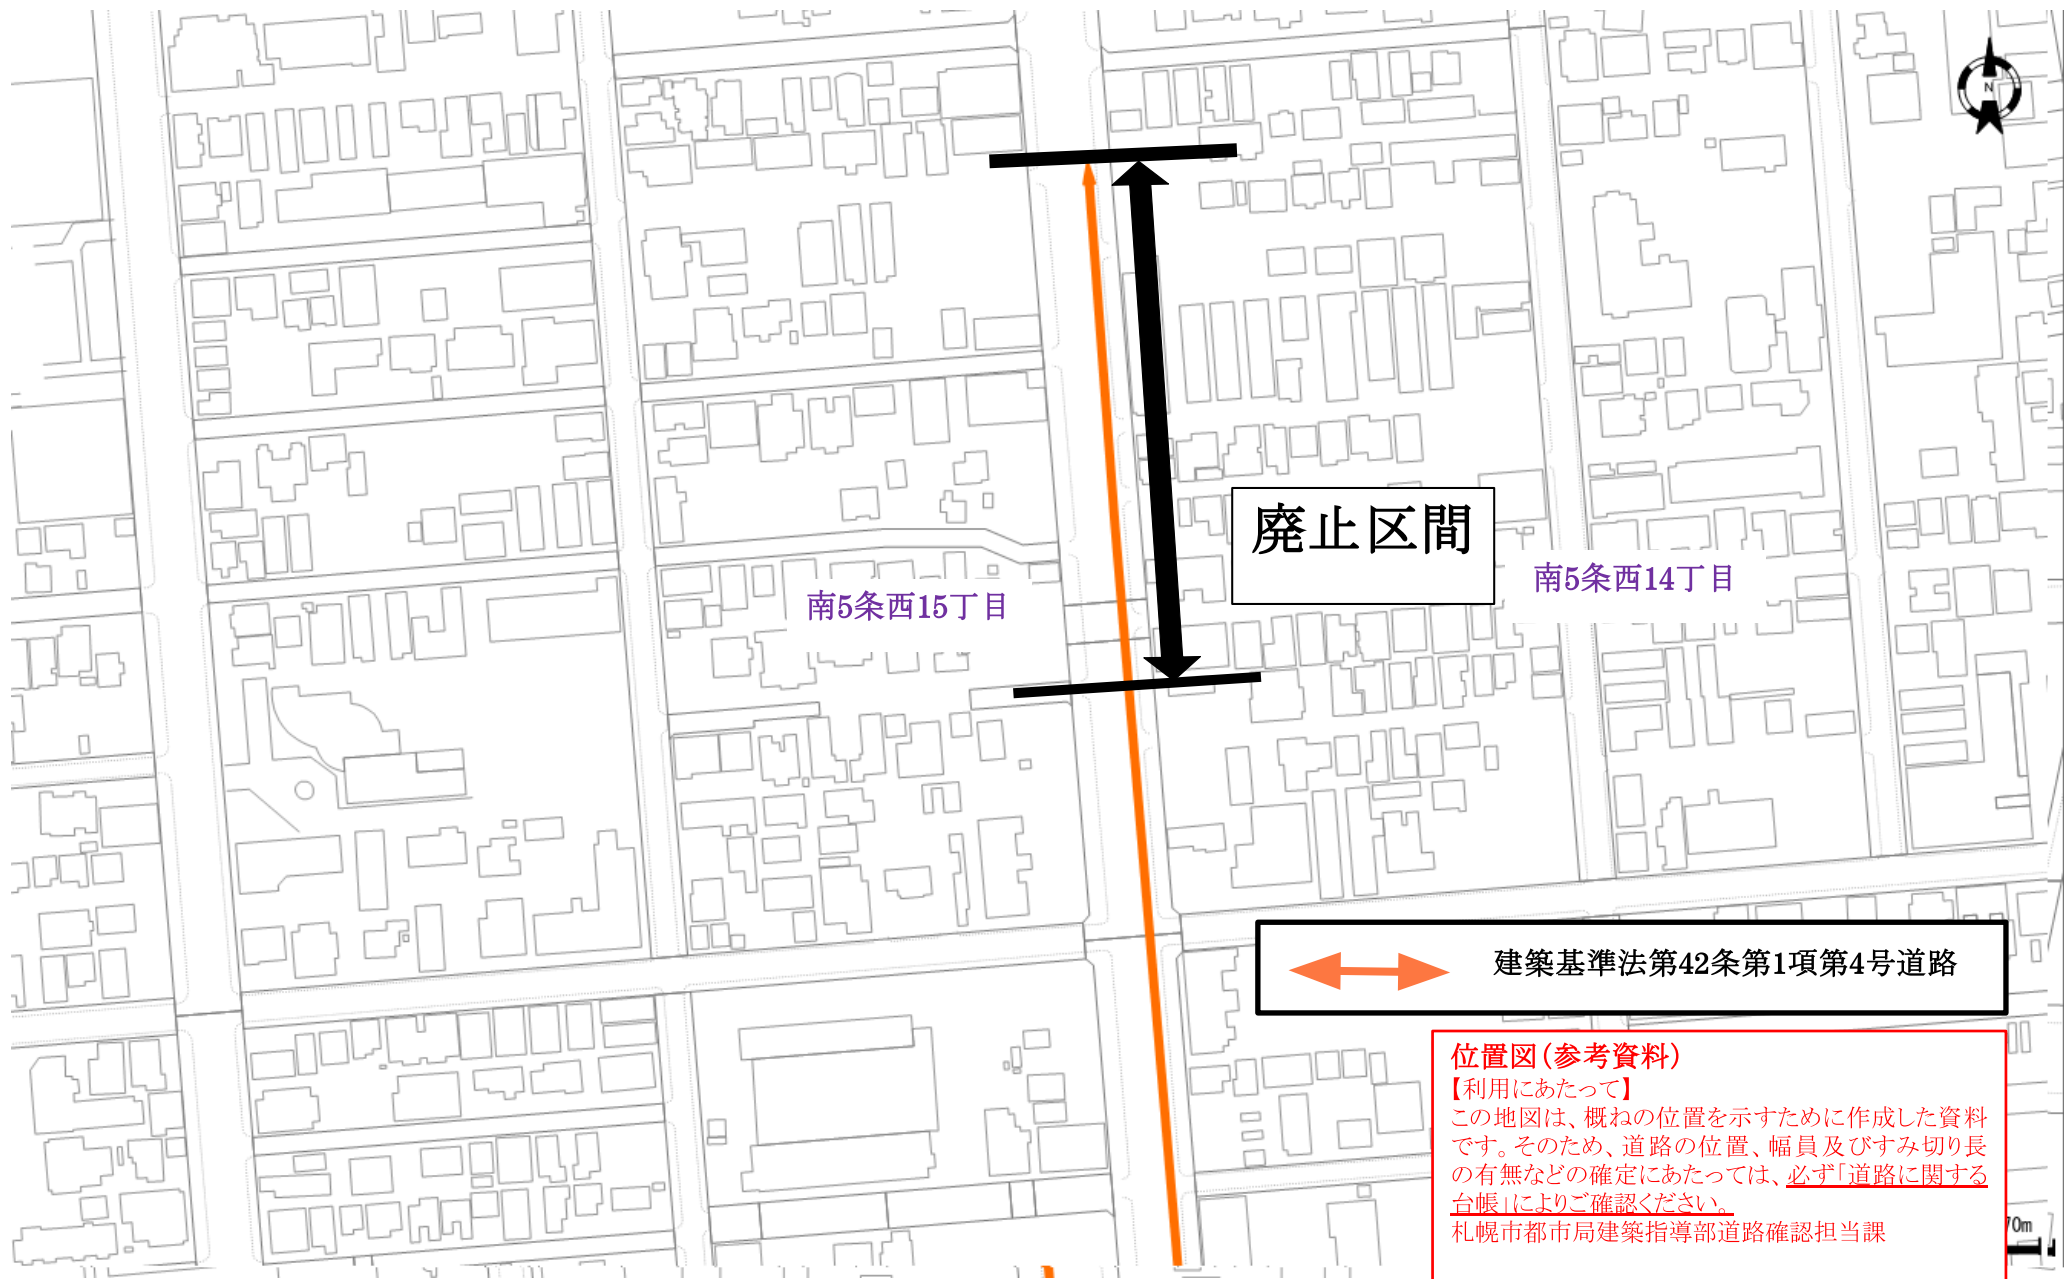 N
廃止区間
南5条西14丁目
南5条西15丁目
建築基準法第42条第1項第4号道路
位置図(参考資料)
【利用にあたって】
この地図は、概ねの位置を示すために作成した資料
です。そのため、道路の位置、幅員及びすみ切り長
の有無などの確定にあたっては、必ず「道路に関する
台帳」によりご確認ください。
札幌市都市局建築指導部道路確認担当課
70m